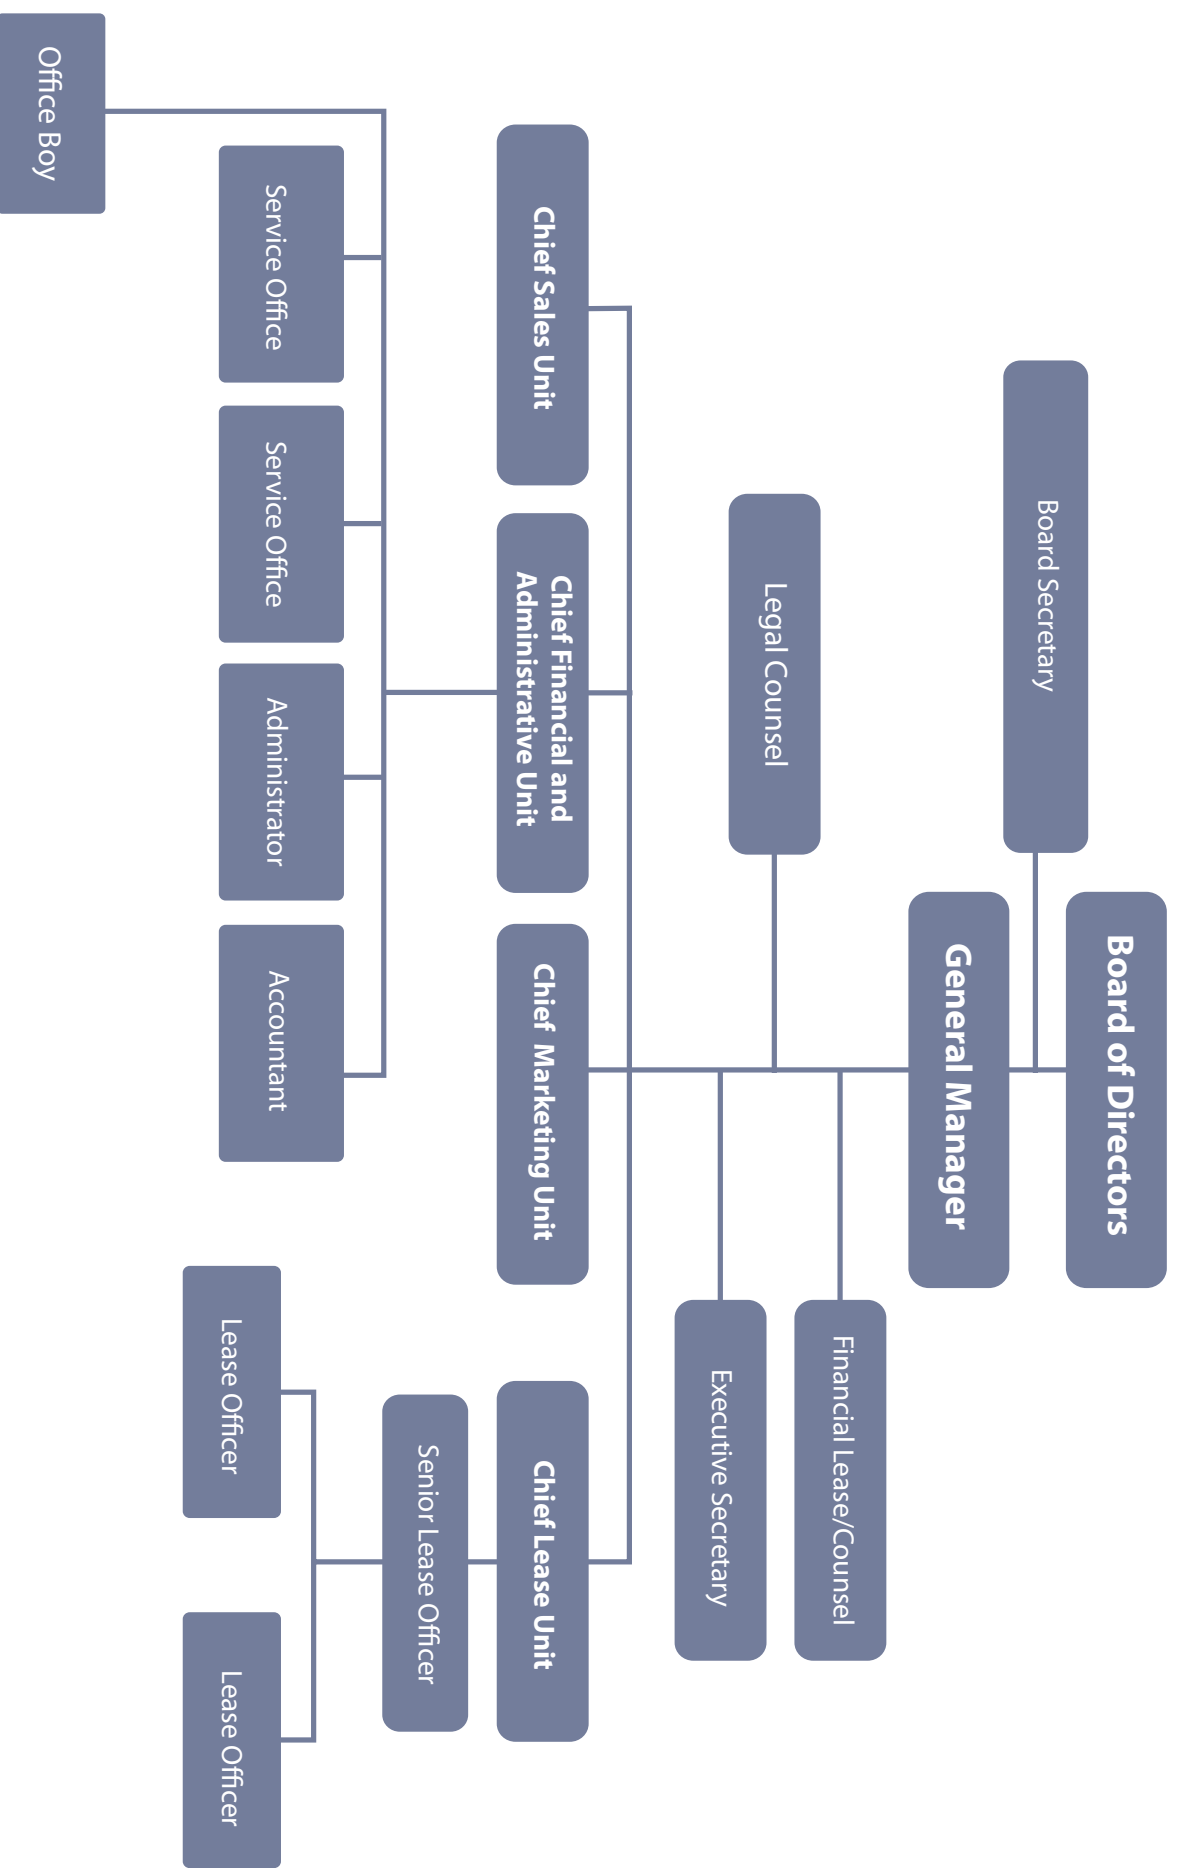 Board of Directors
Board Secretary
General Manager
Financial Lease/Counsel
Legal Counsel
Executive Secretary
Chief Sales Unit
Chief Financial and
Administrative Unit
Chief Marketing Unit
Chief Lease Unit
Senior Lease Officer
Service Office
Service Office
Administrator
Accountant
Lease Officer
Lease Officer
Office Boy